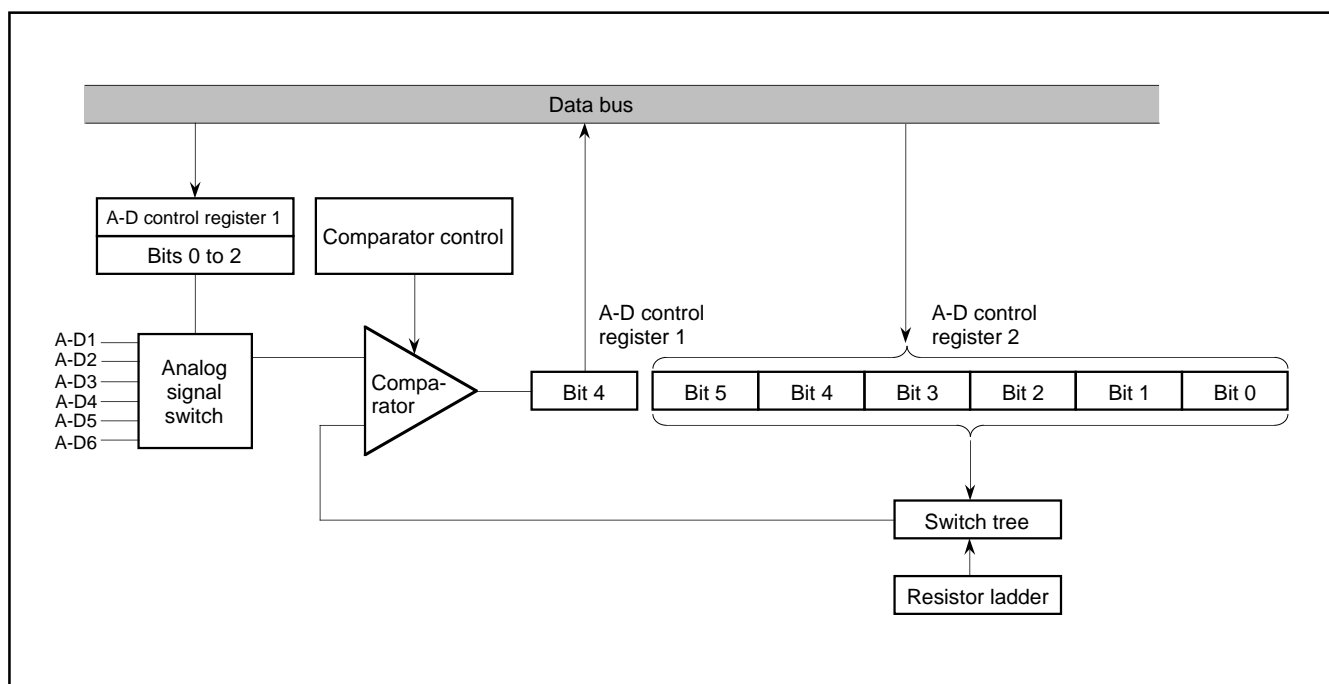 Data bus
A-D control register 1
Bits 0 to 2
Comparator control
A-D control
register 1
A-D control
register 2
A-D1
A-D2
A-D3
A-D4
A-D5
A-D6
Analog
signal
switch
Compa-
rator
Bit 4
Bit 5
Bit 4
Bit 3
Bit 2
Bit 1
Bit 0
Switch tree
Resistor ladder